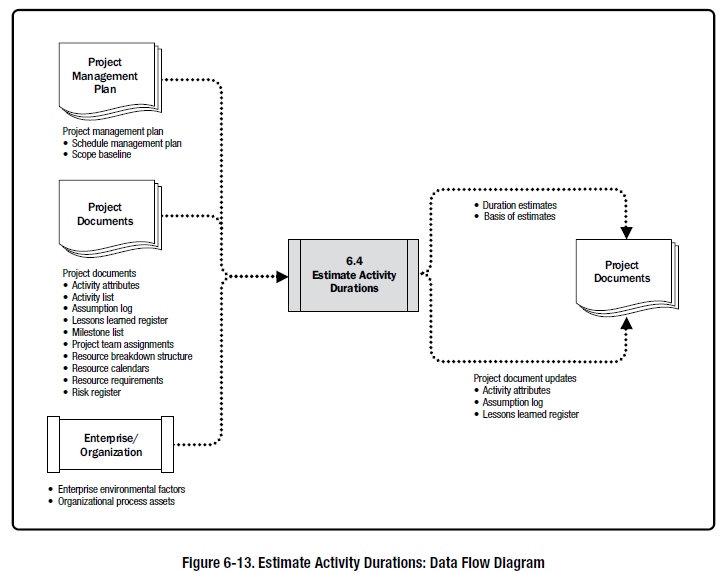 Project
Management
Plan
Project management plan
• Schedule management plan
• Scope baseline
Project
Documents
Project documents
• Activity attributes
• Activity list
• Assumption log
• Lessons learned register
• Milestone list
• Project team assignments
• Resource breakdown structure
• Resource calendars
• Resource requirements
• Risk register
Enterprise/
Organization
• Enterprise environmental factors
• Organizational process assets
6.4
Estimate Activity
Durations
• Duration estimates
• Basis of estimates
Project
Documents
Project document updates
• Activity attributes
• Assumption log
• Lessons learned register
Figure 6-13. Estimate Activity Durations: Data Flow Diagram